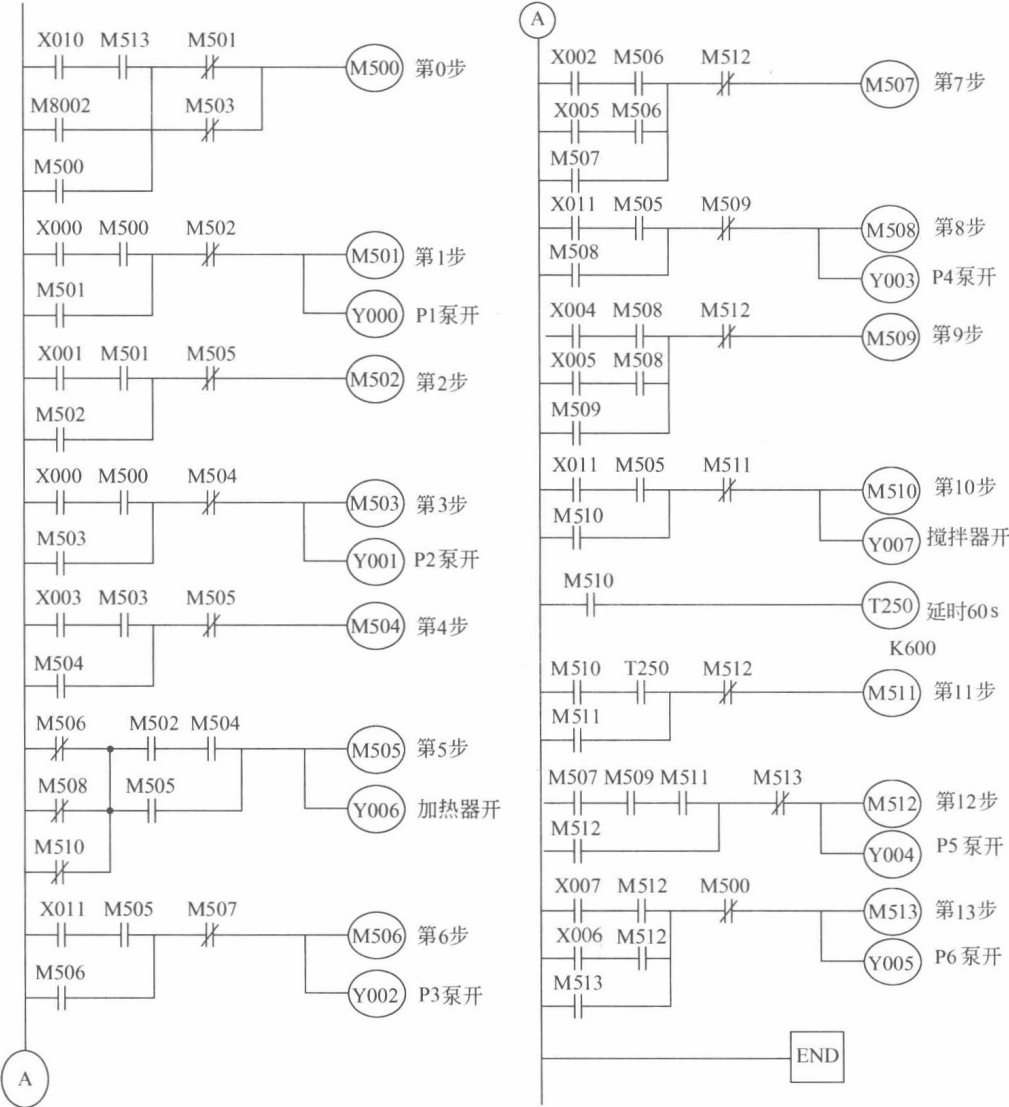 X010 M513 M501
M500 第0步
M8002 M503
M500
X000 M500 M502
M501 第1步
M501
Y000 P1泵开
X001 M501 M505
M502 第2步
M502
X000 M500 M504
M503 第3步
M503
Y001 P2泵开
X003 M503 M505
M504 第4步
M504
M506 M502 M504
M505 第5步
M508 M505
Y006 加热器开
M510
X011 M505 M507
M506 第6步
M506
Y002 P3泵开
A
A
X002 M506 M512
M507 第7步
X005 M506
M507
X011 M505 M509
M508 第8步
M508
Y003 P4泵开
X004 M508 M512
M509 第9步
X005 M508
M509
X011 M505 M511
M510 第10步
M510
Y007 搅拌器开
M510
T250 延时60s
K600
M510 T250 M512
M511 第11步
M511
M507 M509 M511 M513
M512 第12步
M512
Y004 P5泵开
X007 M512 M500
M513 第13步
X006 M512
Y005 P6泵开
M513
END